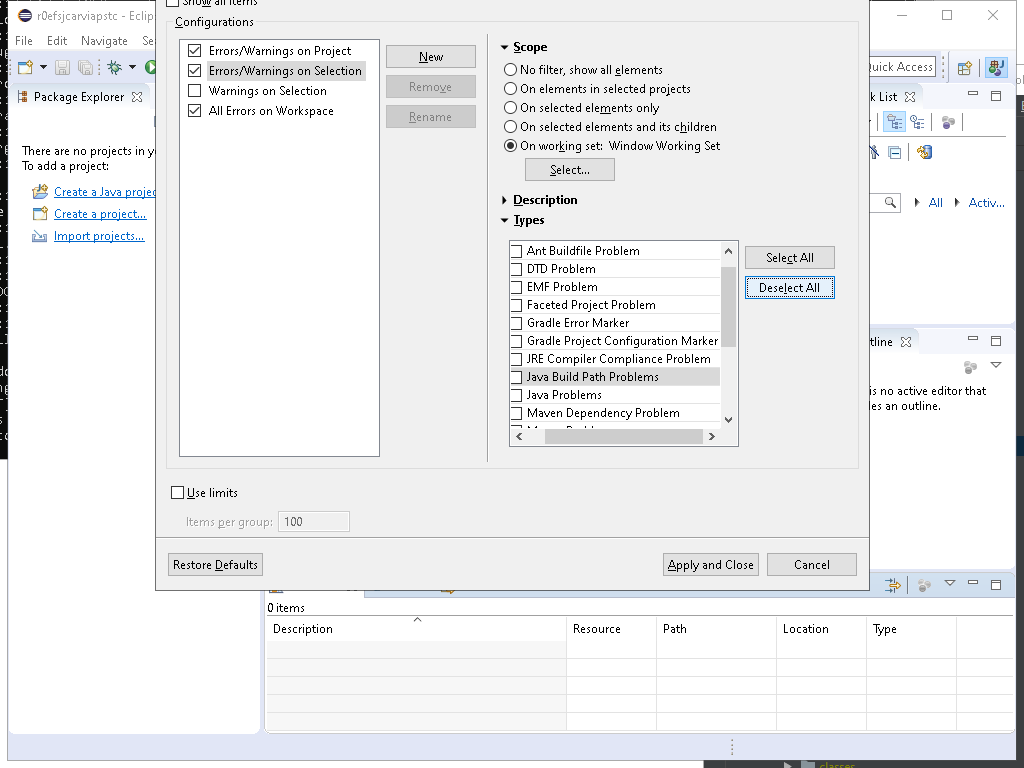 Show all items
r0efsjcarviapstc - Eclips
File Edit Navigate Se
Quick Access
Configurations
Errors/Warnings on Project
Errors/Warnings on Selection
Warnings on Selection
All Errors on Workspace
New
Remove
Rename
Scope
No filter, show all elements
On elements in selected projects
On selected elements only
On selected elements and its children
On working set: Window Working Set
Select...
Description
Types
Ant Buildfile Problem
DTD Problem
EMF Problem
Faceted Project Problem
Gradle Error Marker
Gradle Project Configuration Marker
JRE Compiler Compliance Problem
Java Build Path Problems
Java Problems
Maven Dependency Problem
Select All
Deselect All
Use limits
Items per group: 100
Restore Defaults
Apply and Close
Cancel
Package Explorer
There are no projects in y
To add a project:
Create a Java projec
Create a project...
Import projects...
k List
All
Activ...
tline
is no active editor that
des an outline.
0 items
Description Resource Path Location Type
classes